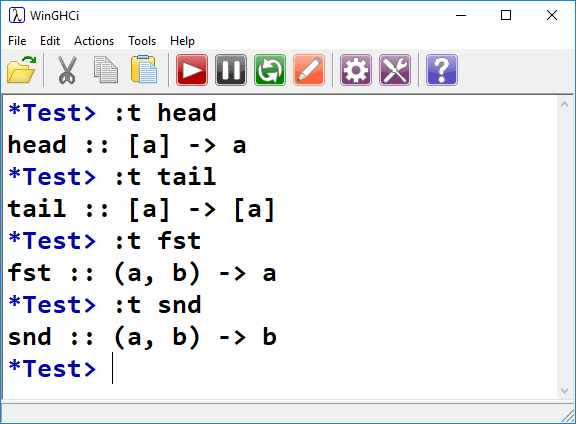 WinGHCi
File Edit Actions Tools Help
*Test> :t head
head :: [a] -> a
*Test> :t tail
tail :: [a] -> [a]
*Test> :t fst
fst :: (a, b) -> a
*Test> :t snd
snd :: (a, b) -> b
*Test>